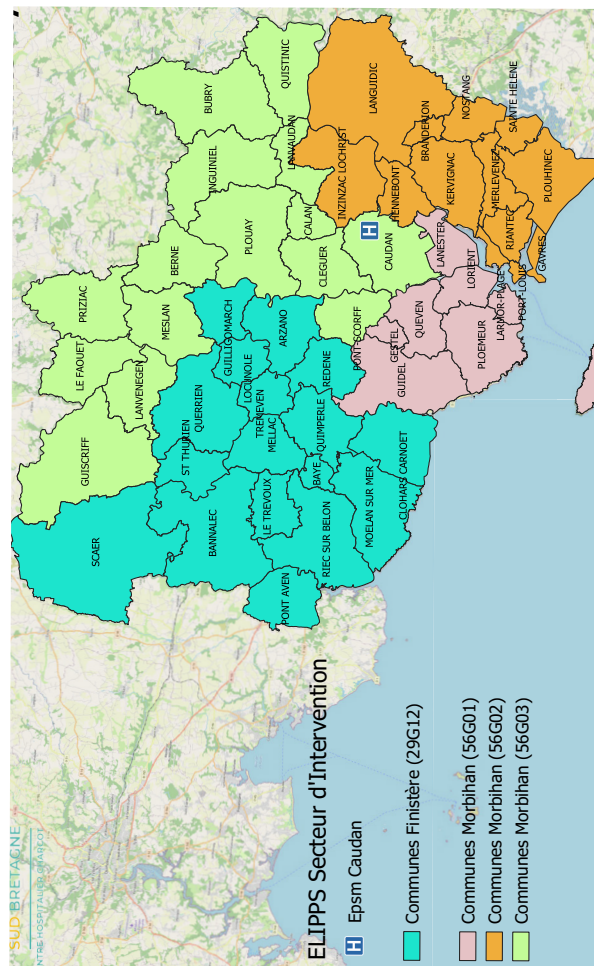 SUD BRETAGNE
NTRE HOSPITALIER CHARCOT
SCAER
GUISCRIFF
LE FAOUET
PRIZIAC
LANVENEGEN
MESLAN
BERNE
BUBRY
INGUINIEL
QUISTINIC
LANVAUDAN
PLOUAY
CALAN
CLEGUER
CAUDAN
H
PONT-SCORFF
INZINZAC LOCHRIST
LANGUIDIC
HENNEBONT
BRANDERION
NOSTANG
KERVIGNAC
MERLEVENEZ
SAINTE HELENE
PLOUHINEC
RIANTEC
GAVRES
PORT-LOUIS
LARMOR-PLAGE
LANESTER
LORIENT
QUEVEN
PLOEMEUR
GESTEL
GUIDEL
GUILLIGOMARCH
ARZANO
LOCUNOLE
REDENE
QUERRIEN
TREMEVEN
MELLAC
QUIMPERLE
ST THURIEN
BANNALEC
LE TREVOUX
BAYE
RIEC SUR BELON
MOELAN SUR MER
CLOHARS CARNOET
PONT AVEN
ELIPPS Secteur d'Intervention
H Epsm Caudan
Communes Finistère (29G12)
Communes Morbihan (56G01)
Communes Morbihan (56G02)
Communes Morbihan (56G03)